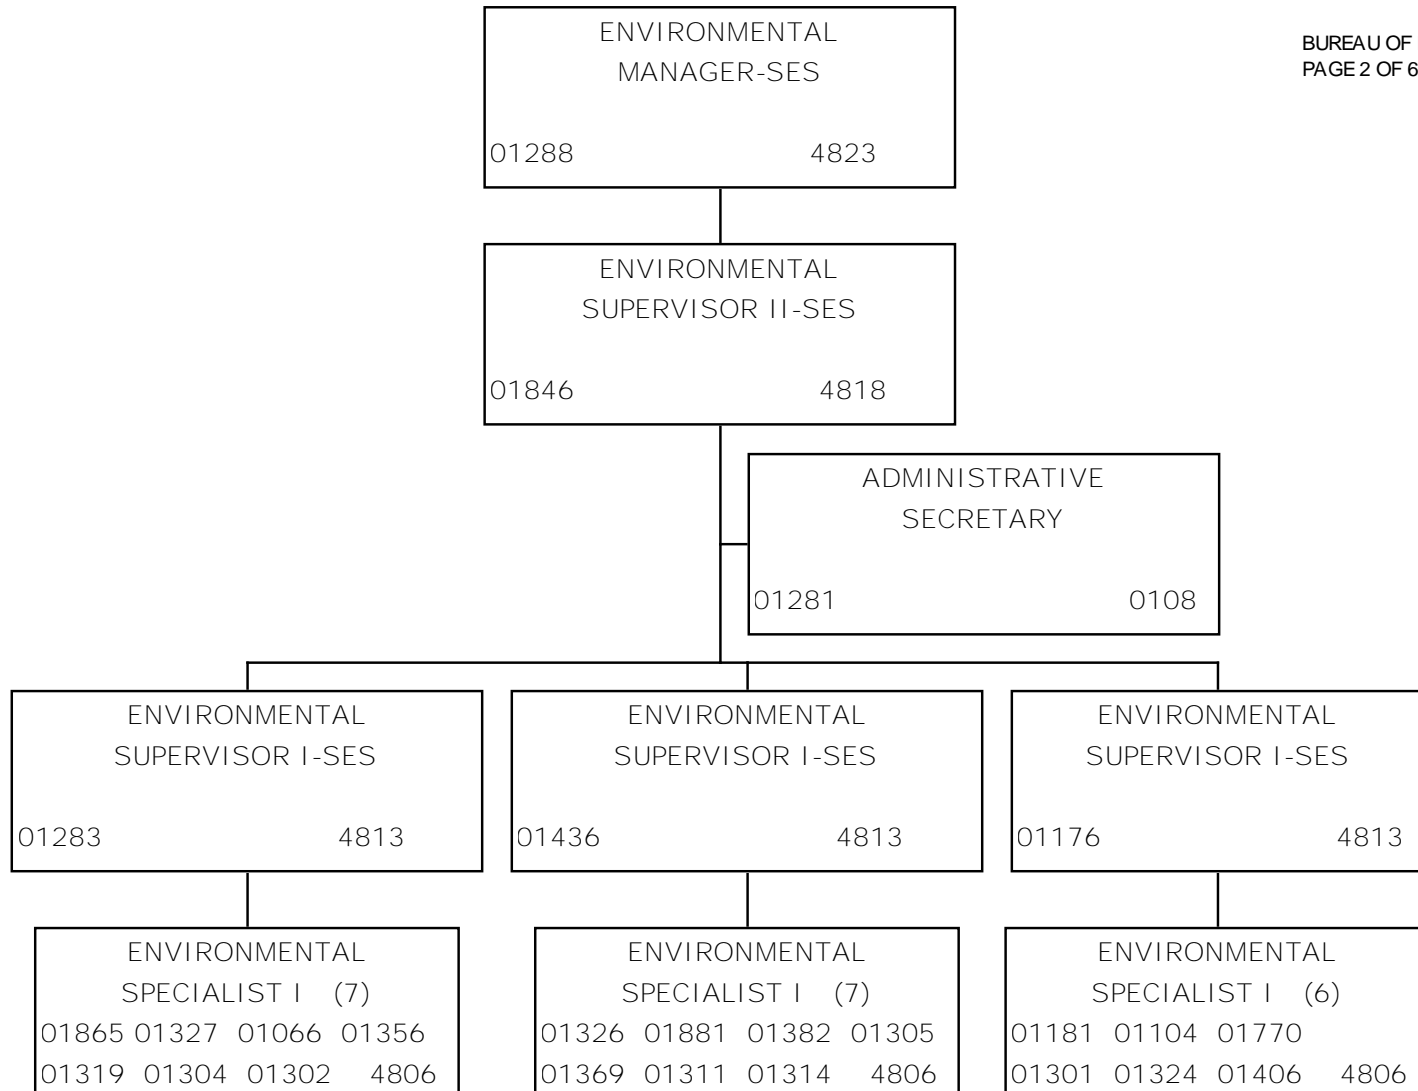 ENVIRONMENTAL
MANAGER-SES
01288 4823
BUREAU OF
PAGE 2 OF 6
ENVIRONMENTAL
SUPERVISOR II-SES
01846 4818
ADMINISTRATIVE
SECRETARY
01281 0108
ENVIRONMENTAL
SUPERVISOR I-SES
01283 4813
ENVIRONMENTAL
SUPERVISOR I-SES
01436 4813
ENVIRONMENTAL
SUPERVISOR I-SES
01176 4813
ENVIRONMENTAL
SPECIALIST I (7)
01865 01327 01066 01356
01319 01304 01302 4806
ENVIRONMENTAL
SPECIALIST I (7)
01326 01881 01382 01305
01369 01311 01314 4806
ENVIRONMENTAL
SPECIALIST I (6)
01181 01104 01770
01301 01324 01406 4806